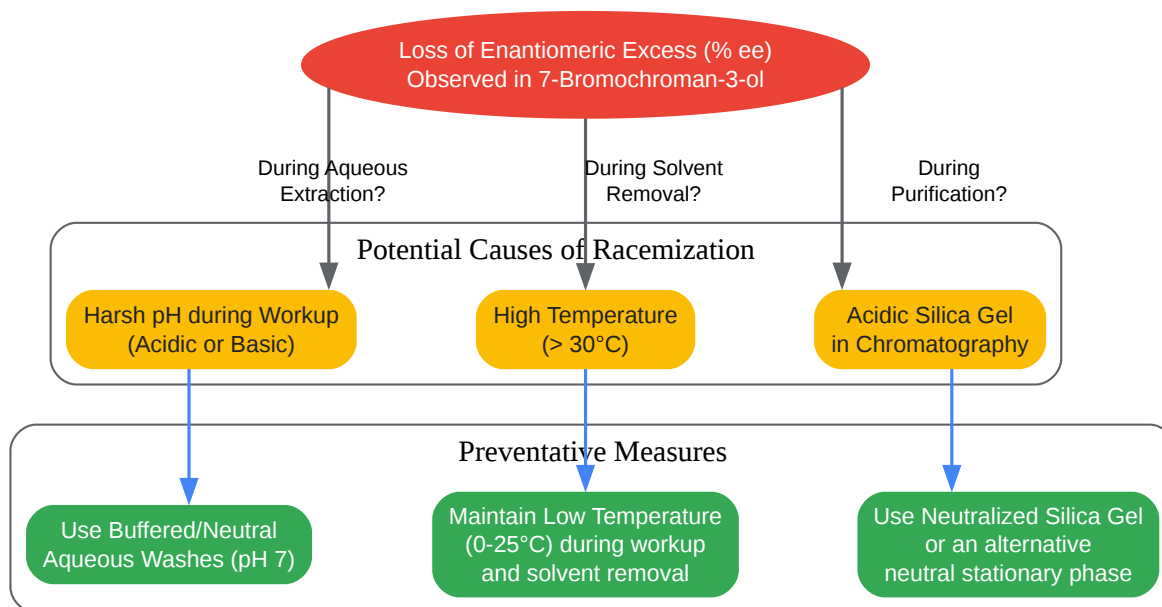 Loss of Enantiomeric Excess (% ee)
Observed in 7-Bromochroman-3-ol
During Aqueous
Extraction?
During Solvent
Removal?
During
Purification?
Potential Causes of Racemization
Harsh pH during Workup
(Acidic or Basic)
High Temperature
(> 30°C)
Acidic Silica Gel
in Chromatography
Preventative Measures
Use Buffered/Neutral
Aqueous Washes (pH 7)
Maintain Low Temperature
(0-25°C) during workup
and solvent removal
Use Neutralized Silica Gel
or an alternative
neutral stationary phase